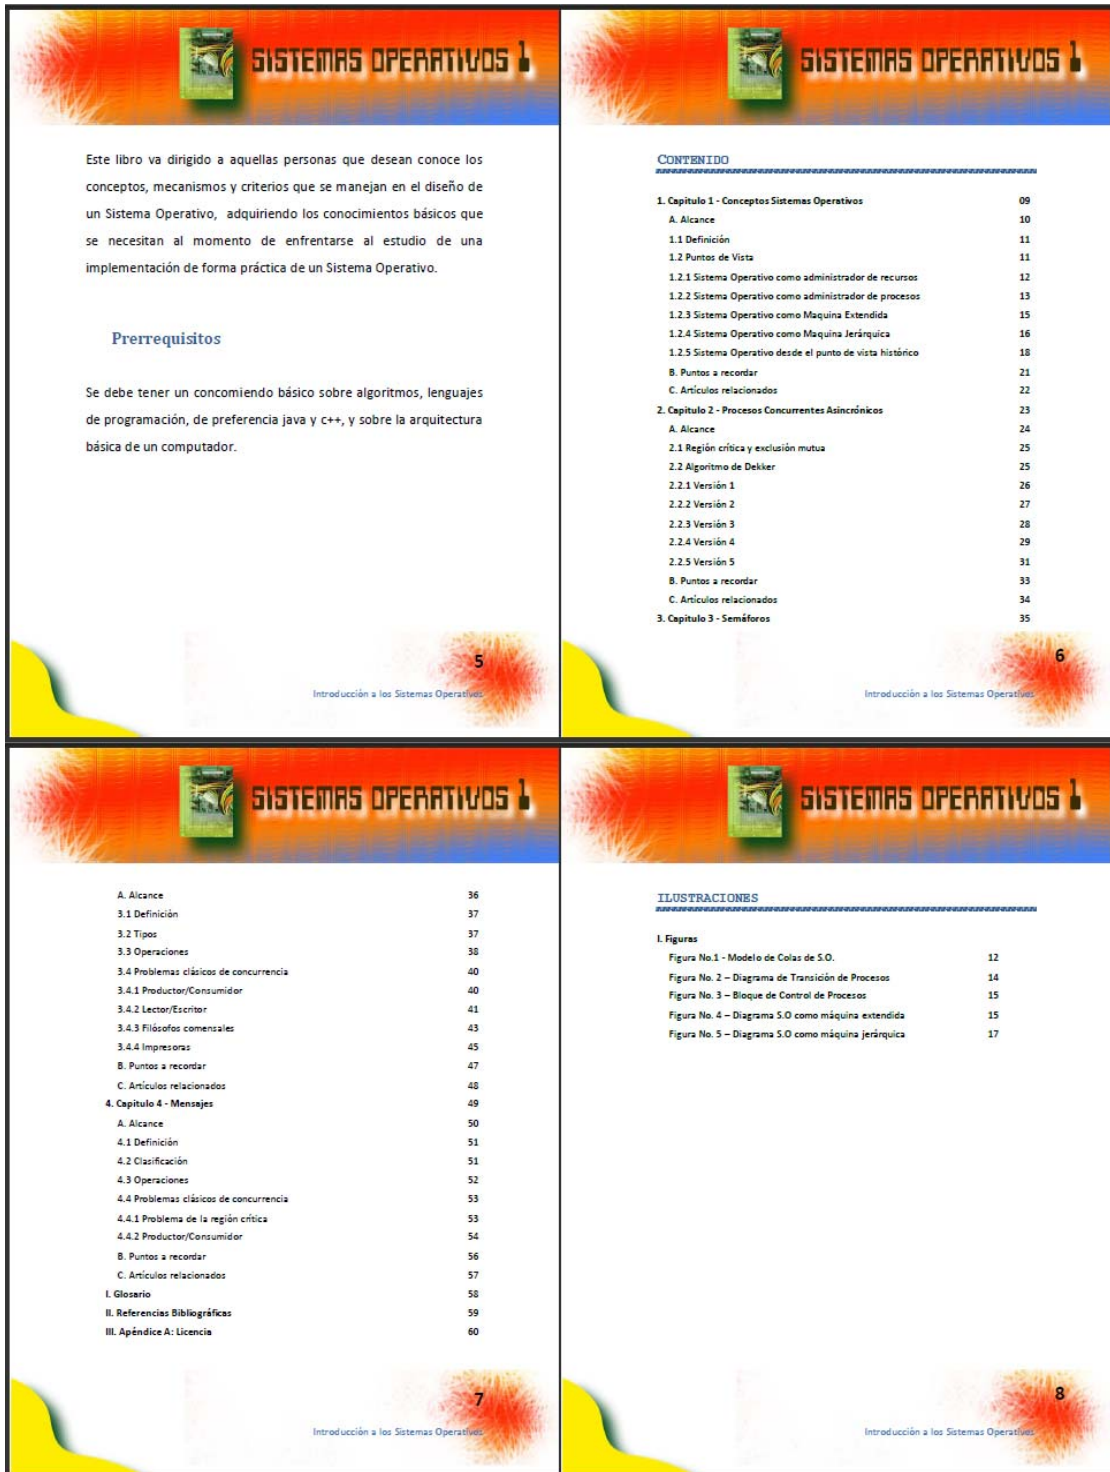 SISTEMAS OPERATIVOS 1
Este libro va dirigido a aquellas personas que desean conoce los
conceptos, mecanismos y criterios que se manejan en el diseño de
un Sistema Operativo, adquiriendo los conocimientos básicos que
se necesitan al momento de enfrentarse al estudio de una
implementación de forma práctica de un Sistema Operativo.
Prerrequisitos
Se debe tener un concomiendo básico sobre algoritmos, lenguajes
de programación, de preferencia java y c++, y sobre la arquitectura
básica de un computador.
5
Introducción a los Sistemas Operativos
SISTEMAS OPERATIVOS 1
CONTENIDO
1. Capitulo 1 - Conceptos Sistemas Operativos 09
A. Alcance 10
1.1 Definición 11
1.2 Puntos de Vista 11
1.2.1 Sistema Operativo como administrador de recursos 12
1.2.2 Sistema Operativo como administrador de procesos 13
1.2.3 Sistema Operativo como Maquina Extendida 15
1.2.4 Sistema Operativo como Maquina Jerárquica 16
1.2.5 Sistema Operativo desde el punto de vista histórico 18
B. Puntos a recordar 21
C. Artículos relacionados 22
2. Capitulo 2 - Procesos Concurrentes Asincrónicos 23
A. Alcance 24
2.1 Región crítica y exclusión mutua 25
2.2 Algoritmo de Dekker 25
2.2.1 Versión 1 26
2.2.2 Versión 2 27
2.2.3 Versión 3 28
2.2.4 Versión 4 29
2.2.5 Versión 5 31
B. Puntos a recordar 33
C. Artículos relacionados 34
3. Capitulo 3 - Semáforos 35
6
Introducción a los Sistemas Operativos
SISTEMAS OPERATIVOS 1
A. Alcance 36
3.1 Definición 37
3.2 Tipos 37
3.3 Operaciones 38
3.4 Problemas clásicos de concurrencia 40
3.4.1 Productor/Consumidor 40
3.4.2 Lector/Escritor 41
3.4.3 Filósofos comensales 43
3.4.4 Impresoras 45
B. Puntos a recordar 47
C. Artículos relacionados 48
4. Capitulo 4 - Mensajes 49
A. Alcance 50
4.1 Definición 51
4.2 Clasificación 51
4.3 Operaciones 52
4.4 Problemas clásicos de concurrencia 53
4.4.1 Problema de la región crítica 53
4.4.2 Productor/Consumidor 54
B. Puntos a recordar 56
C. Artículos relacionados 57
I. Glosario 58
II. Referencias Bibliográficas 59
III. Apéndice A: Licencia 60
7
Introducción a los Sistemas Operativos
SISTEMAS OPERATIVOS 1
ILUSTRACIONES
I. Figuras
Figura No.1 - Modelo de Colas de S.O. 12
Figura No. 2 – Diagrama de Transición de Procesos 14
Figura No. 3 – Bloque de Control de Procesos 15
Figura No. 4 – Diagrama S.O como máquina extendida 15
Figura No. 5 – Diagrama S.O como máquina jerárquica 17
8
Introducción a los Sistemas Operativos